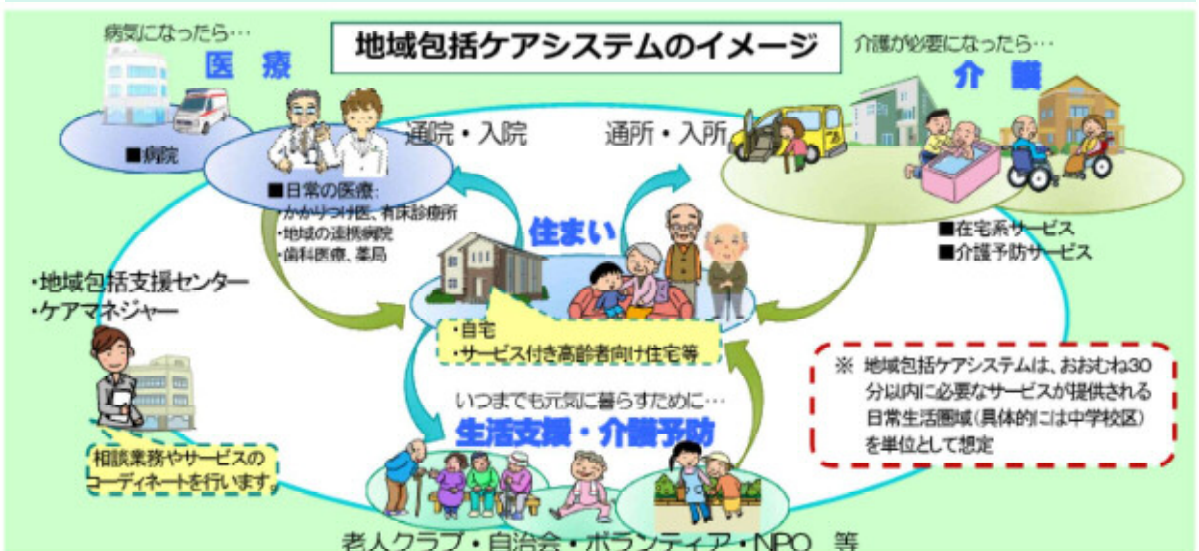 地域包括ケアシステムのイメージ
病気になったら…
医 療
介護が必要になったら…
介 護
通院・入院
通所・入所
■病院
■日常の医療:
・かかりつけ医、有床診療所
・地域の連携病院
・歯科医療、薬局
住まい
■在宅系サービス
■介護予防サービス
・地域包括支援センター
・ケアマネジャー
・自宅
・サービス付き高齢者向け住宅等
相談業務やサービスの
コーディネートを行います。
いつまでも元気に暮らすために…
生活支援・介護予防
※ 地域包括ケアシステムは、おおむね30
分以内に必要なサービスが提供される
日常生活圏域(具体的には中学校区)
を単位として想定
老人クラブ・自治会・ボランティア・NPO 等